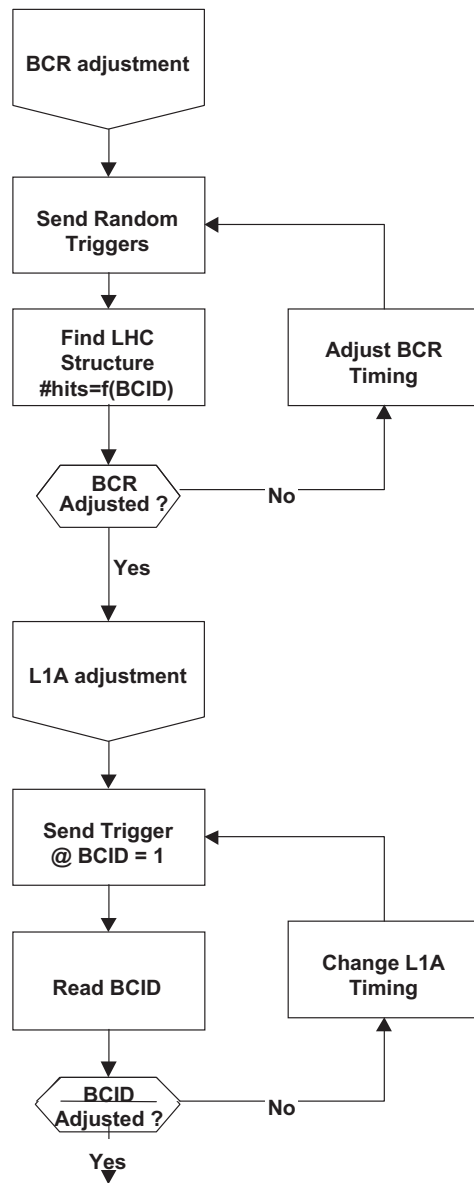 BCR adjustment
Send Random
Triggers
Find LHC
Structure
#hits=f(BCID)
Adjust BCR
Timing
BCR
Adjusted ?
No
Yes
L1A adjustment
Send Trigger
@ BCID = 1
Read BCID
Change L1A
Timing
BCID
Adjusted ?
No
Yes